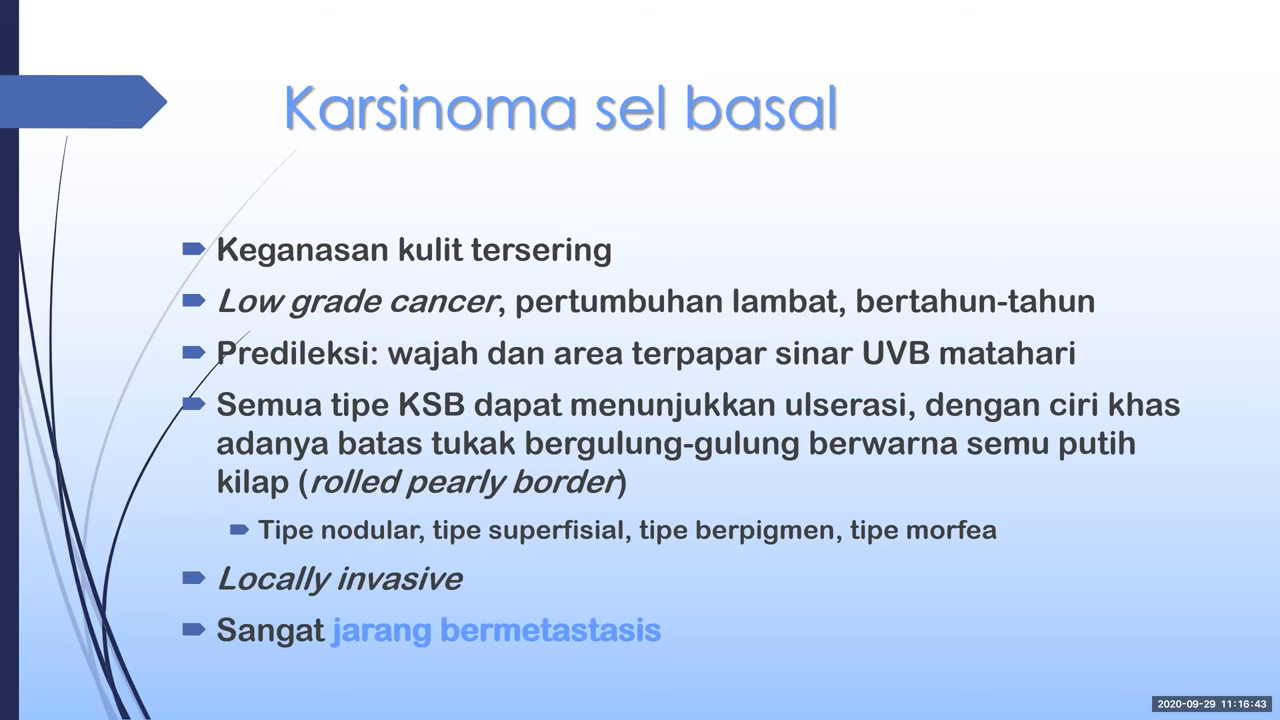 Karsinoma sel basal
Keganasan kulit tersering
Low grade cancer, pertumbuhan lambat, bertahun-tahun
Predileksi: wajah dan area terpapar sinar UVB matahari
Semua tipe KSB dapat menunjukkan ulserasi, dengan ciri khas
adanya batas tukak bergulung-gulung berwarna semu putih
kilap (rolled pearly border)
Tipe nodular, tipe superfisial, tipe berpigmen, tipe morfea
Locally invasive
Sangat jarang bermetastasis
2020-09-29 11:16:43